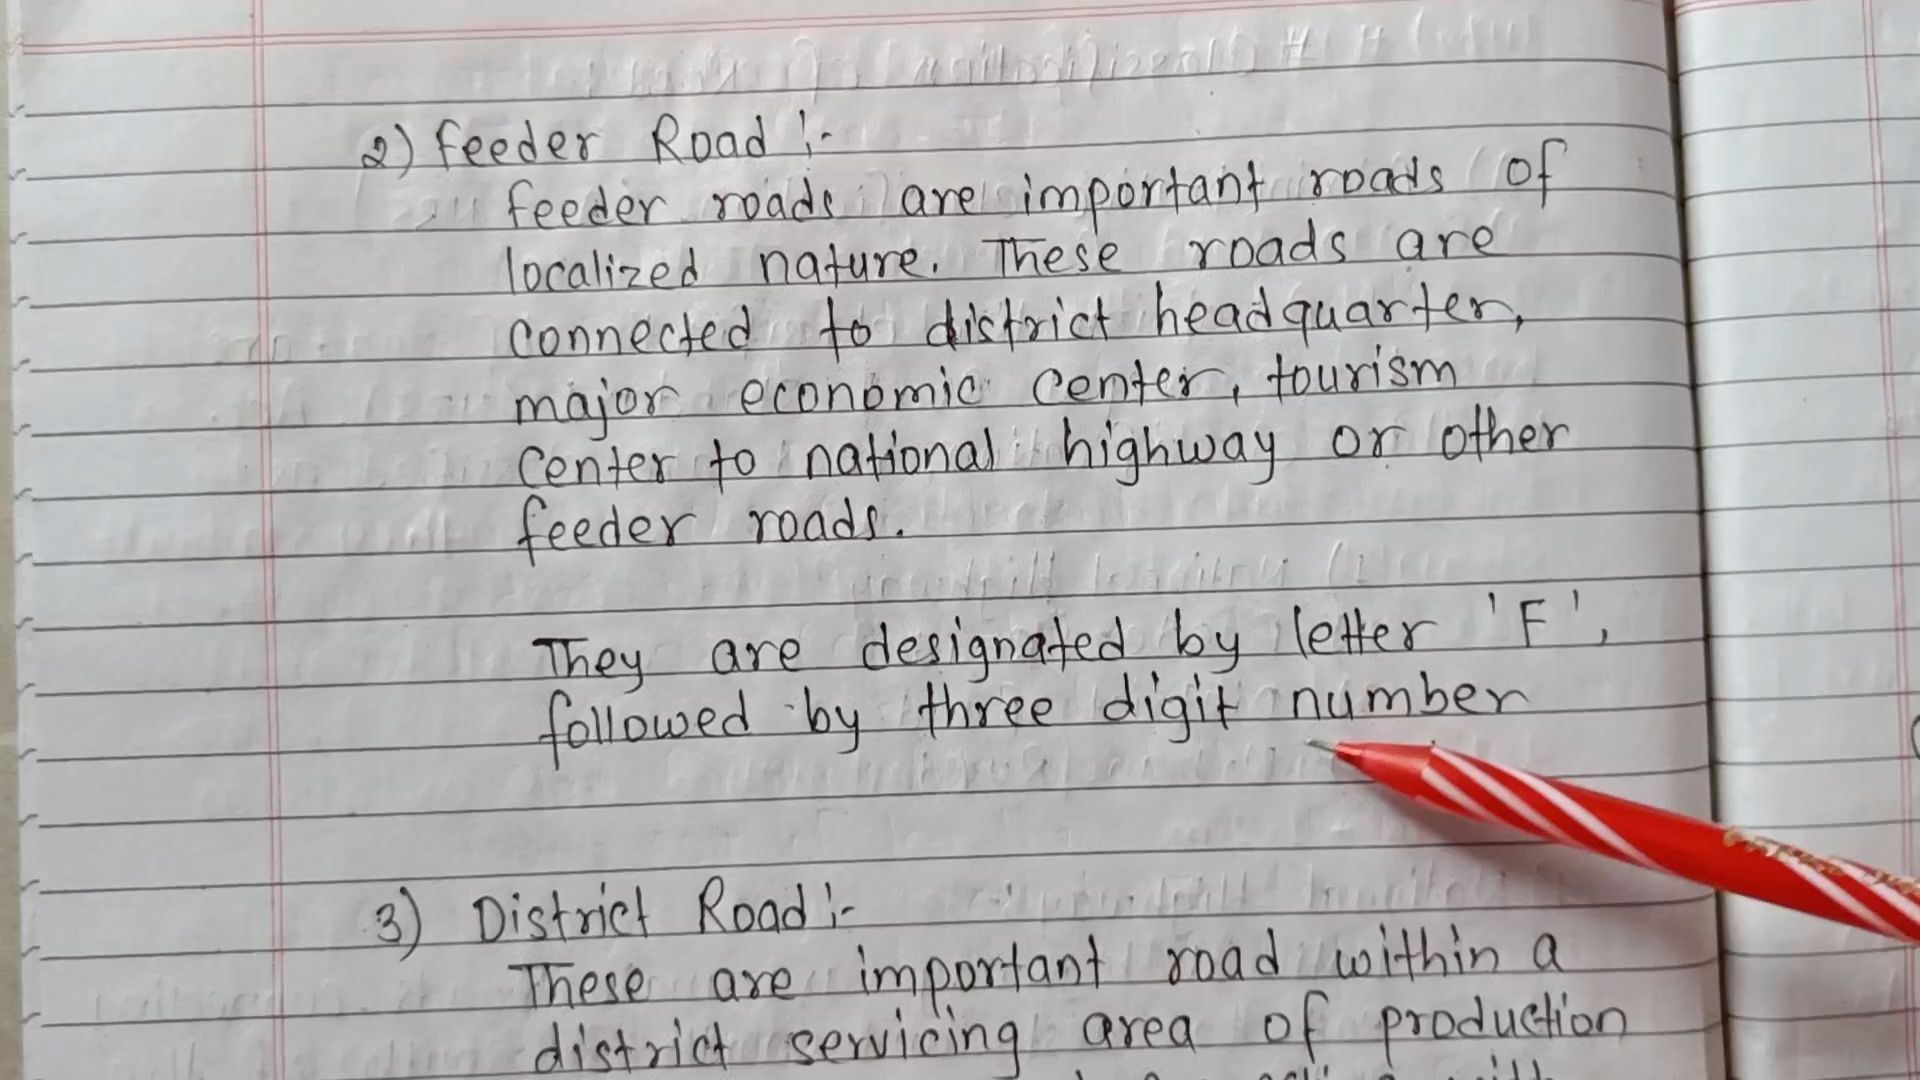 2) Feeder Road :-
feeder roads are important roads of
localized nature. These roads are
connected to district headquarter,
major economic center, tourism
center to national highway or other
feeder roads.
They are designated by letter 'F',
followed by three digit number
3) District Road :-
These are important road within a
district servicing area of production